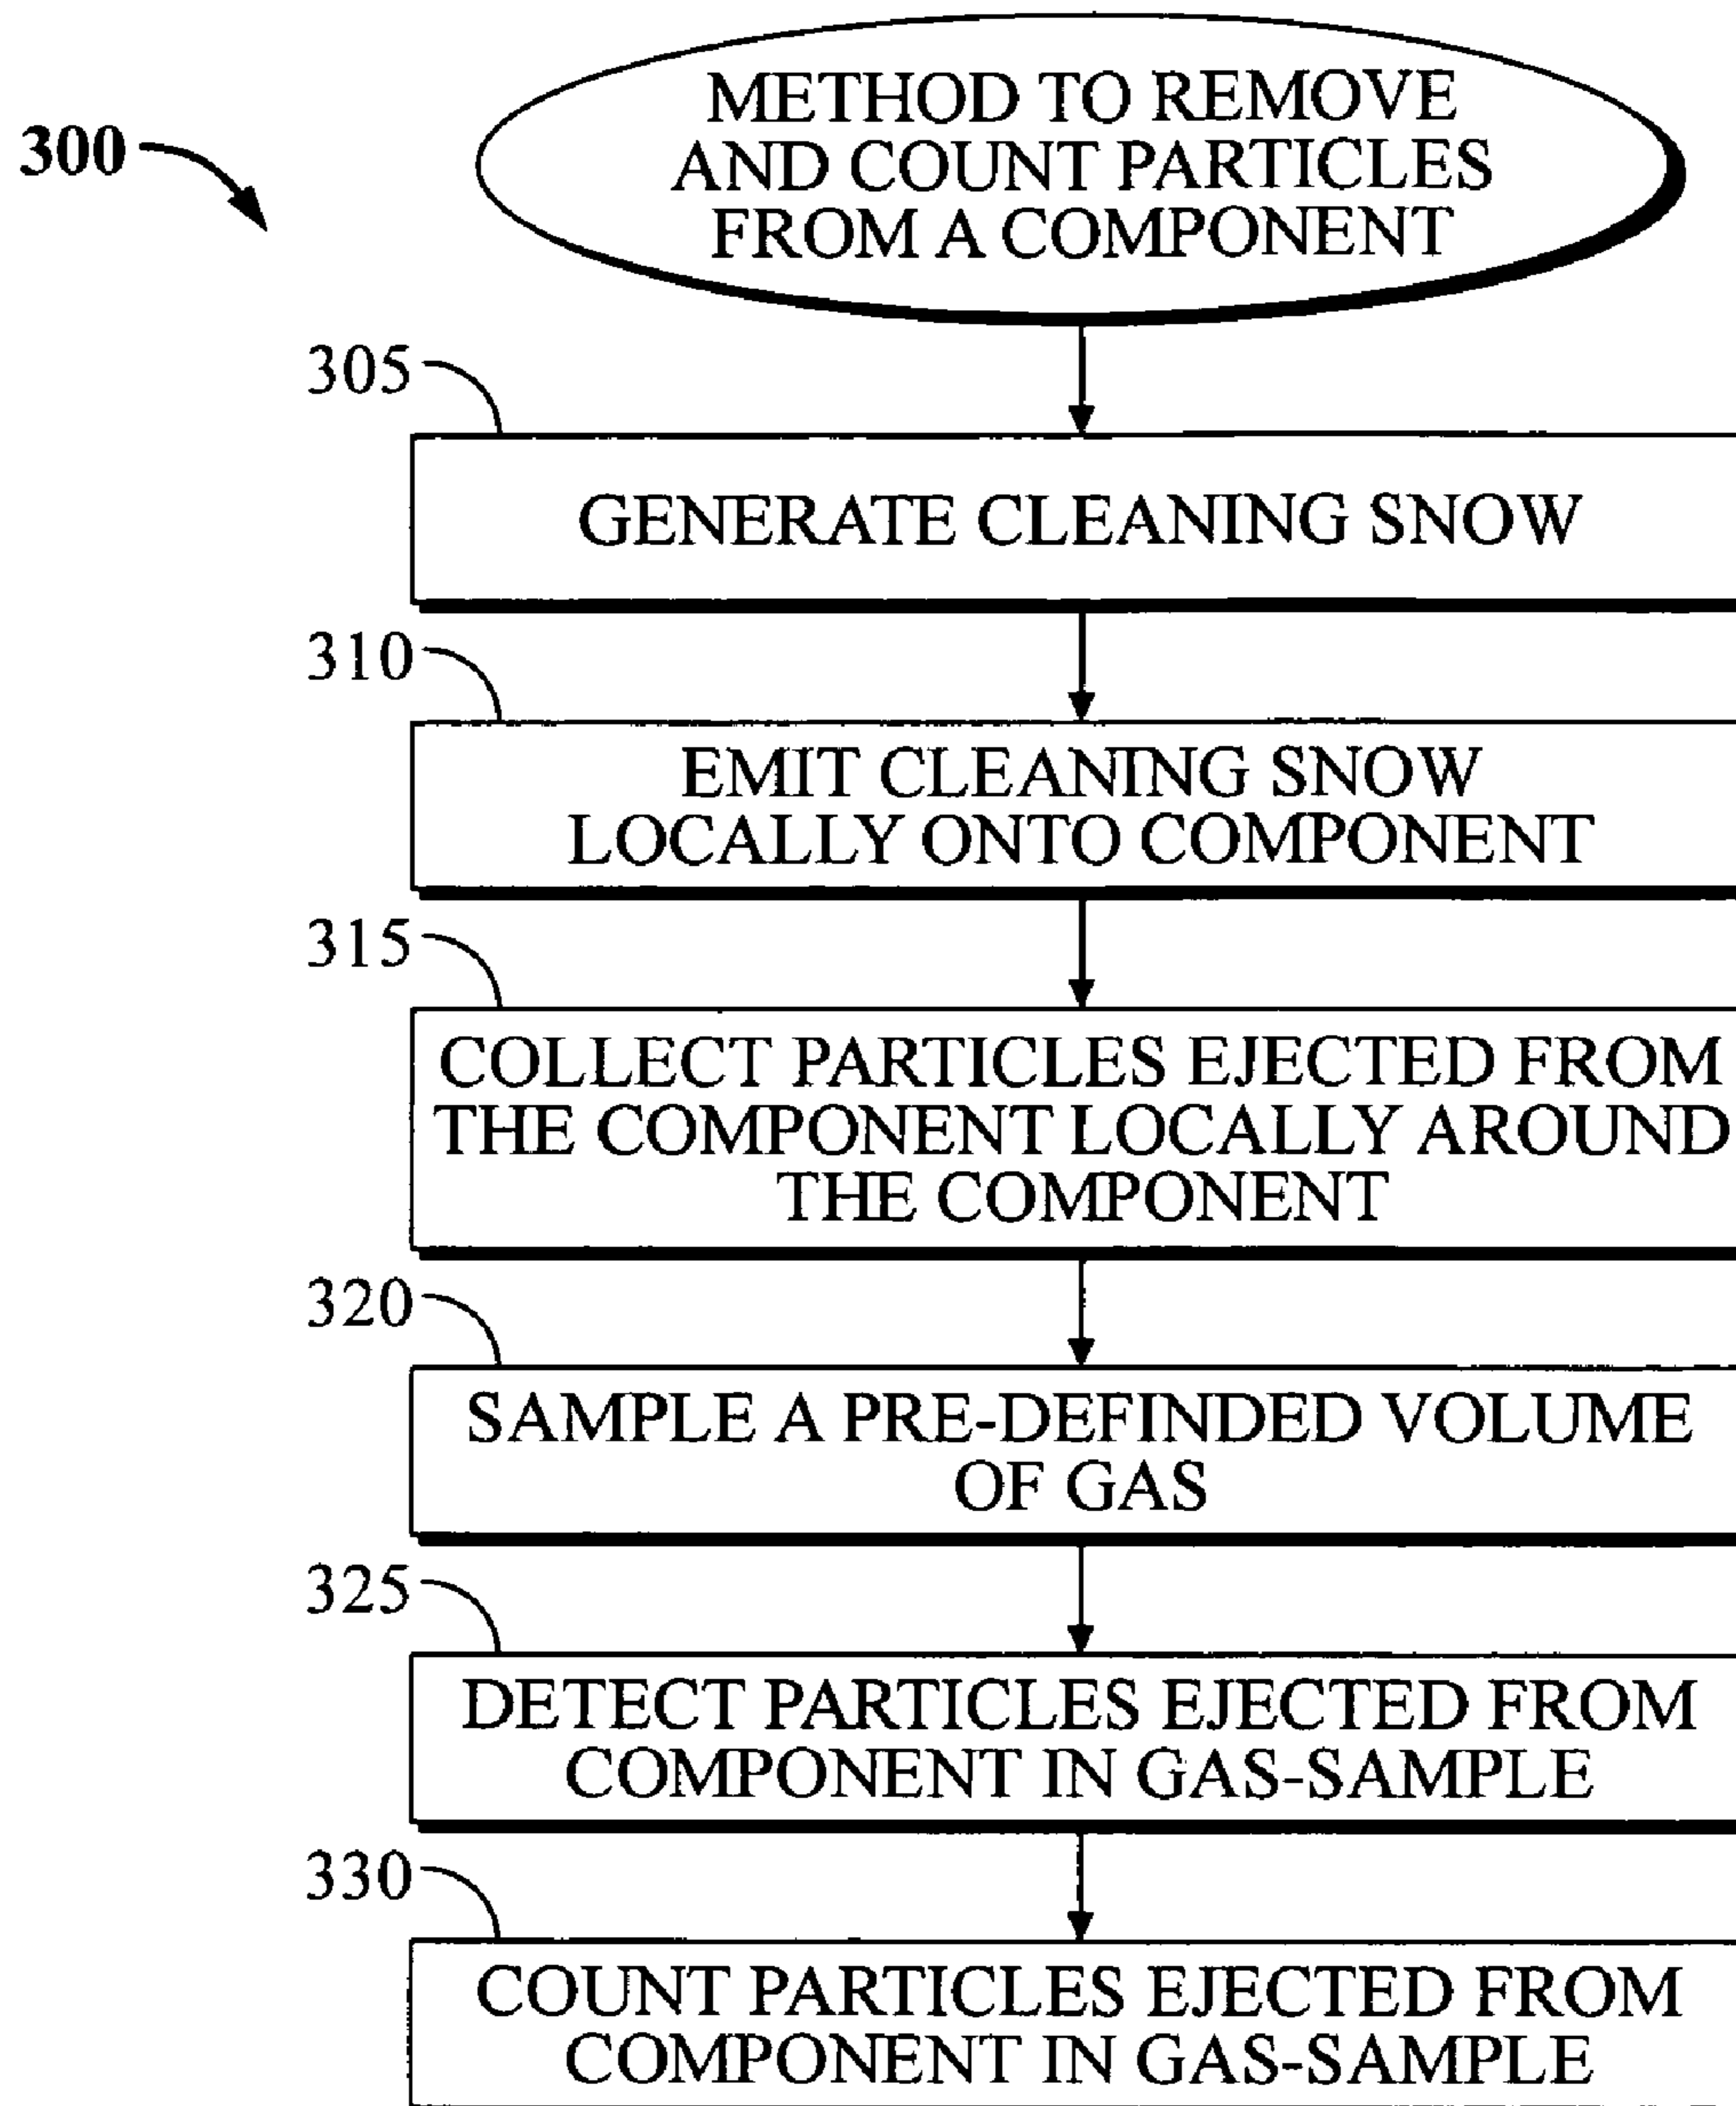 300
METHOD TO REMOVE
AND COUNT PARTICLES
FROM A COMPONENT
305
GENERATE CLEANING SNOW
310
EMIT CLEANING SNOW
LOCALLY ONTO COMPONENT
315
COLLECT PARTICLES EJECTED FROM
THE COMPONENT LOCALLY AROUND
THE COMPONENT
320
SAMPLE A PRE-DEFINDED VOLUME
OF GAS
325
DETECT PARTICLES EJECTED FROM
COMPONENT IN GAS-SAMPLE
330
COUNT PARTICLES EJECTED FROM
COMPONENT IN GAS-SAMPLE